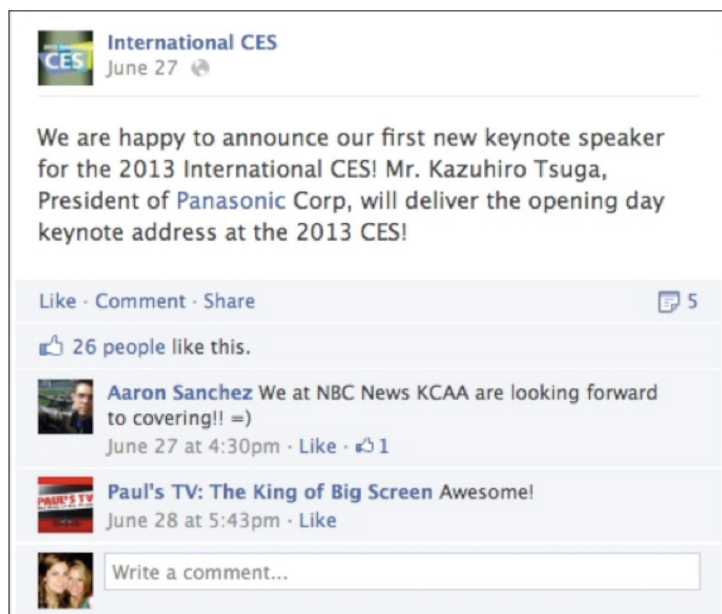 CES
International CES
June 27
We are happy to announce our first new keynote speaker
for the 2013 International CES! Mr. Kazuhiro Tsuga,
President of Panasonic Corp, will deliver the opening day
keynote address at the 2013 CES!
Like · Comment · Share 5
26 people like this.
Aaron Sanchez We at NBC News KCAA are looking forward
to covering!! =)
June 27 at 4:30pm · Like · 1
PAUL'S TV
Paul's TV: The King of Big Screen Awesome!
June 28 at 5:43pm · Like
Write a comment...